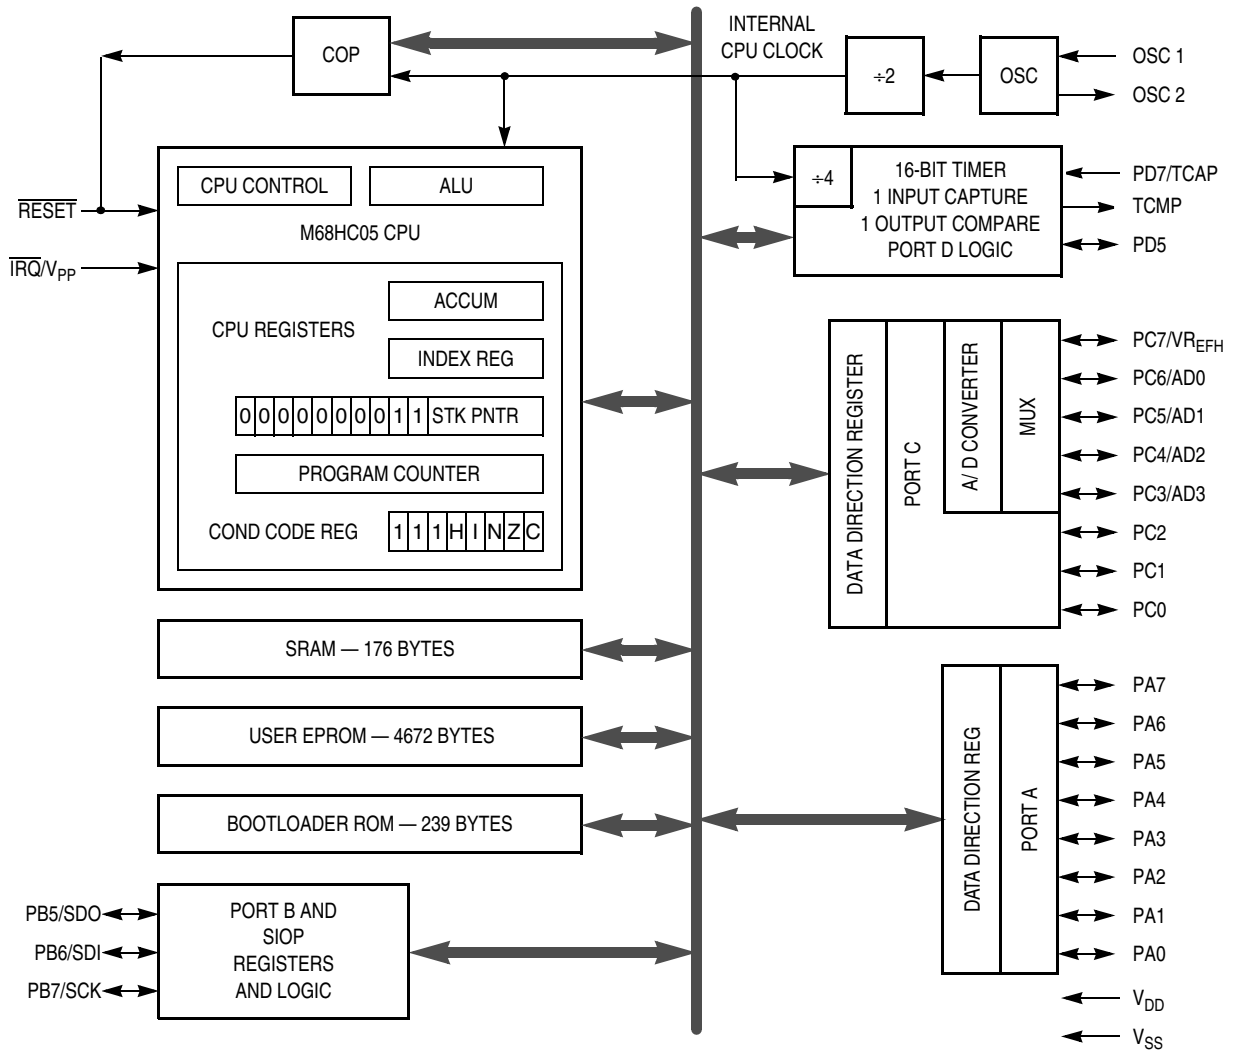 INTERNAL
CPU CLOCK
COP
÷2
OSC
OSC 1
OSC 2
CPU CONTROL
ALU
M68HC05 CPU
RESET
IRQ/VPP
÷4
16-BIT TIMER
1 INPUT CAPTURE
1 OUTPUT COMPARE
PORT D LOGIC
PD7/TCAP
TCMP
PD5
CPU REGISTERS
ACCUM
INDEX REG
0 0 0 0 0 0 0 0 1 1 STK PNTR
PROGRAM COUNTER
COND CODE REG
1 1 1 H I N Z C
DATA DIRECTION REGISTER
PORT C
A/ D CONVERTER
MUX
PC7/VREFH
PC6/AD0
PC5/AD1
PC4/AD2
PC3/AD3
PC2
PC1
PC0
SRAM — 176 BYTES
USER EPROM — 4672 BYTES
BOOTLOADER ROM — 239 BYTES
DATA DIRECTION REG
PORT A
PA7
PA6
PA5
PA4
PA3
PA2
PA1
PA0
PB5/SDO
PB6/SDI
PB7/SCK
PORT B AND
SIOP
REGISTERS
AND LOGIC
VDD
VSS